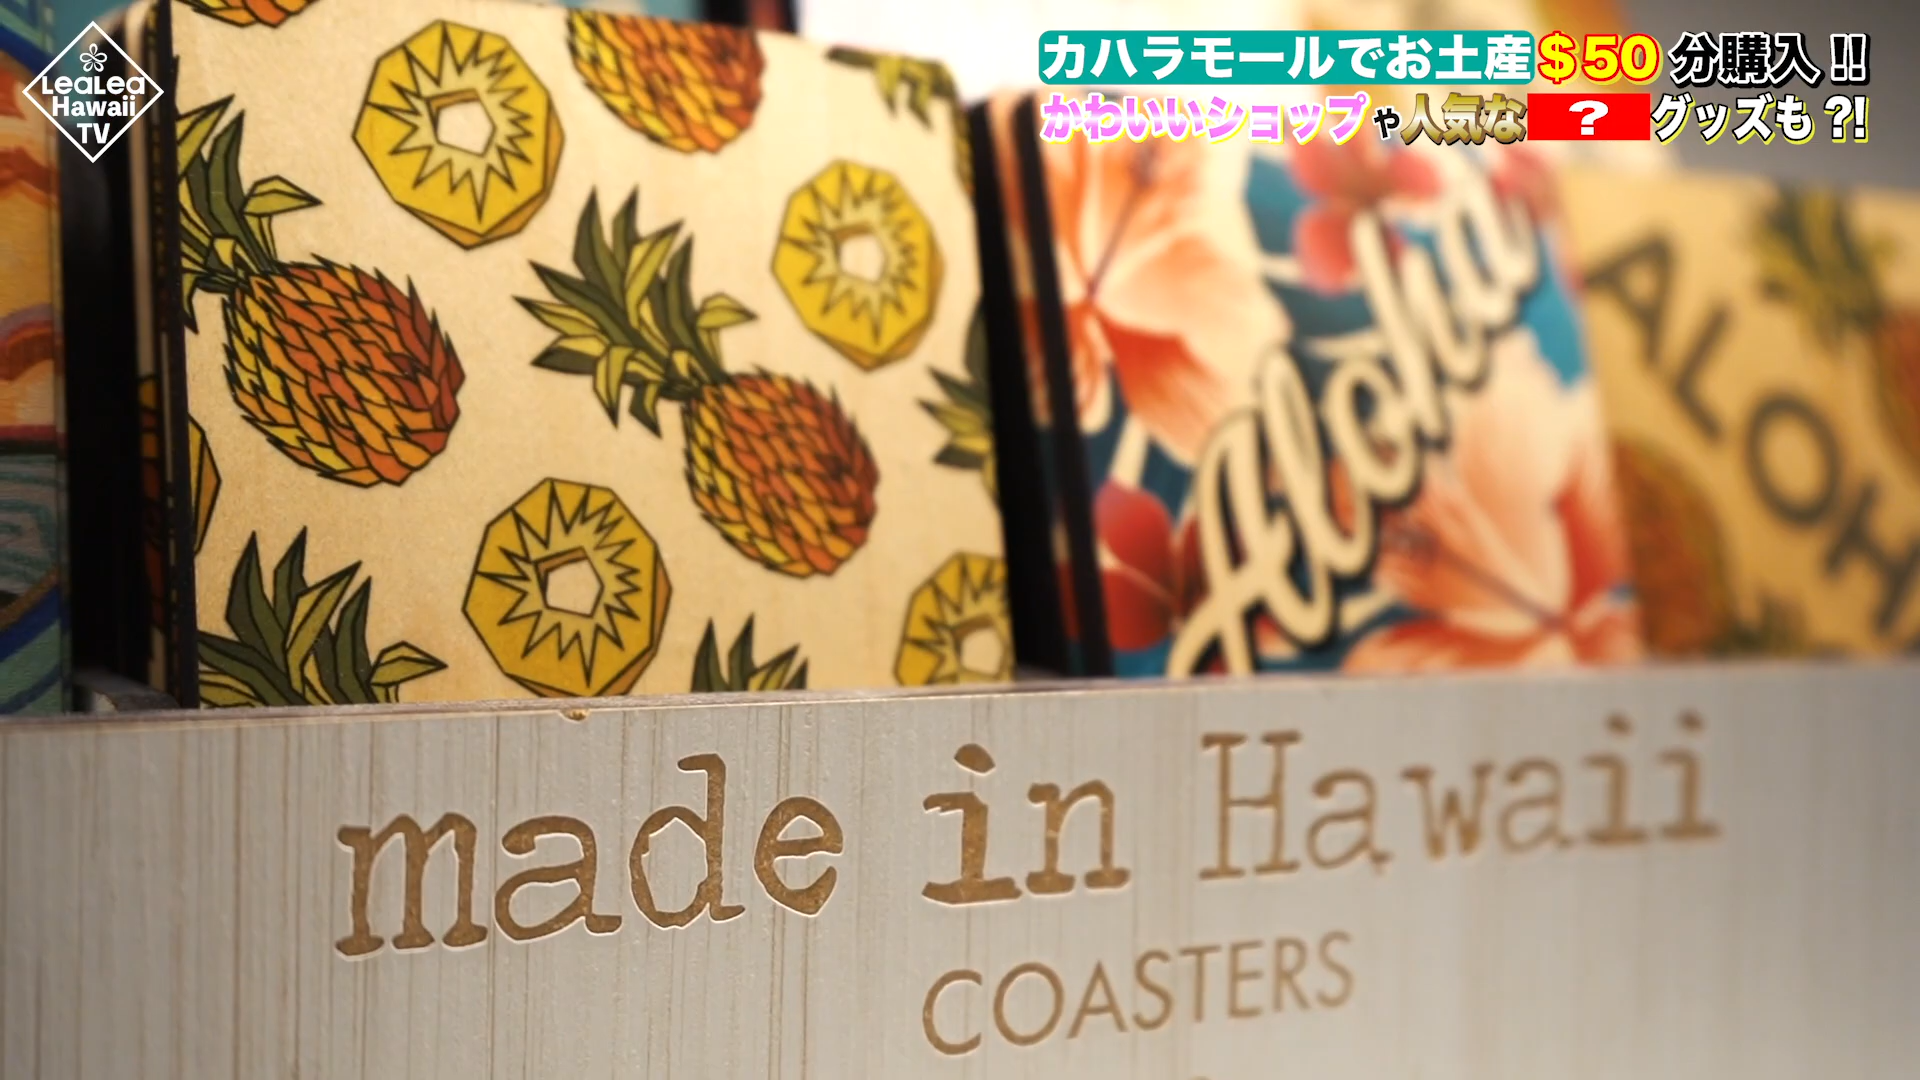 LeaLea
Hawaii
TV
カハラモールでお土産＄50分購入!!
かわいいショップや人気な?グッズも?!
Aloha
ALOH
made in Hawaii
COASTERS